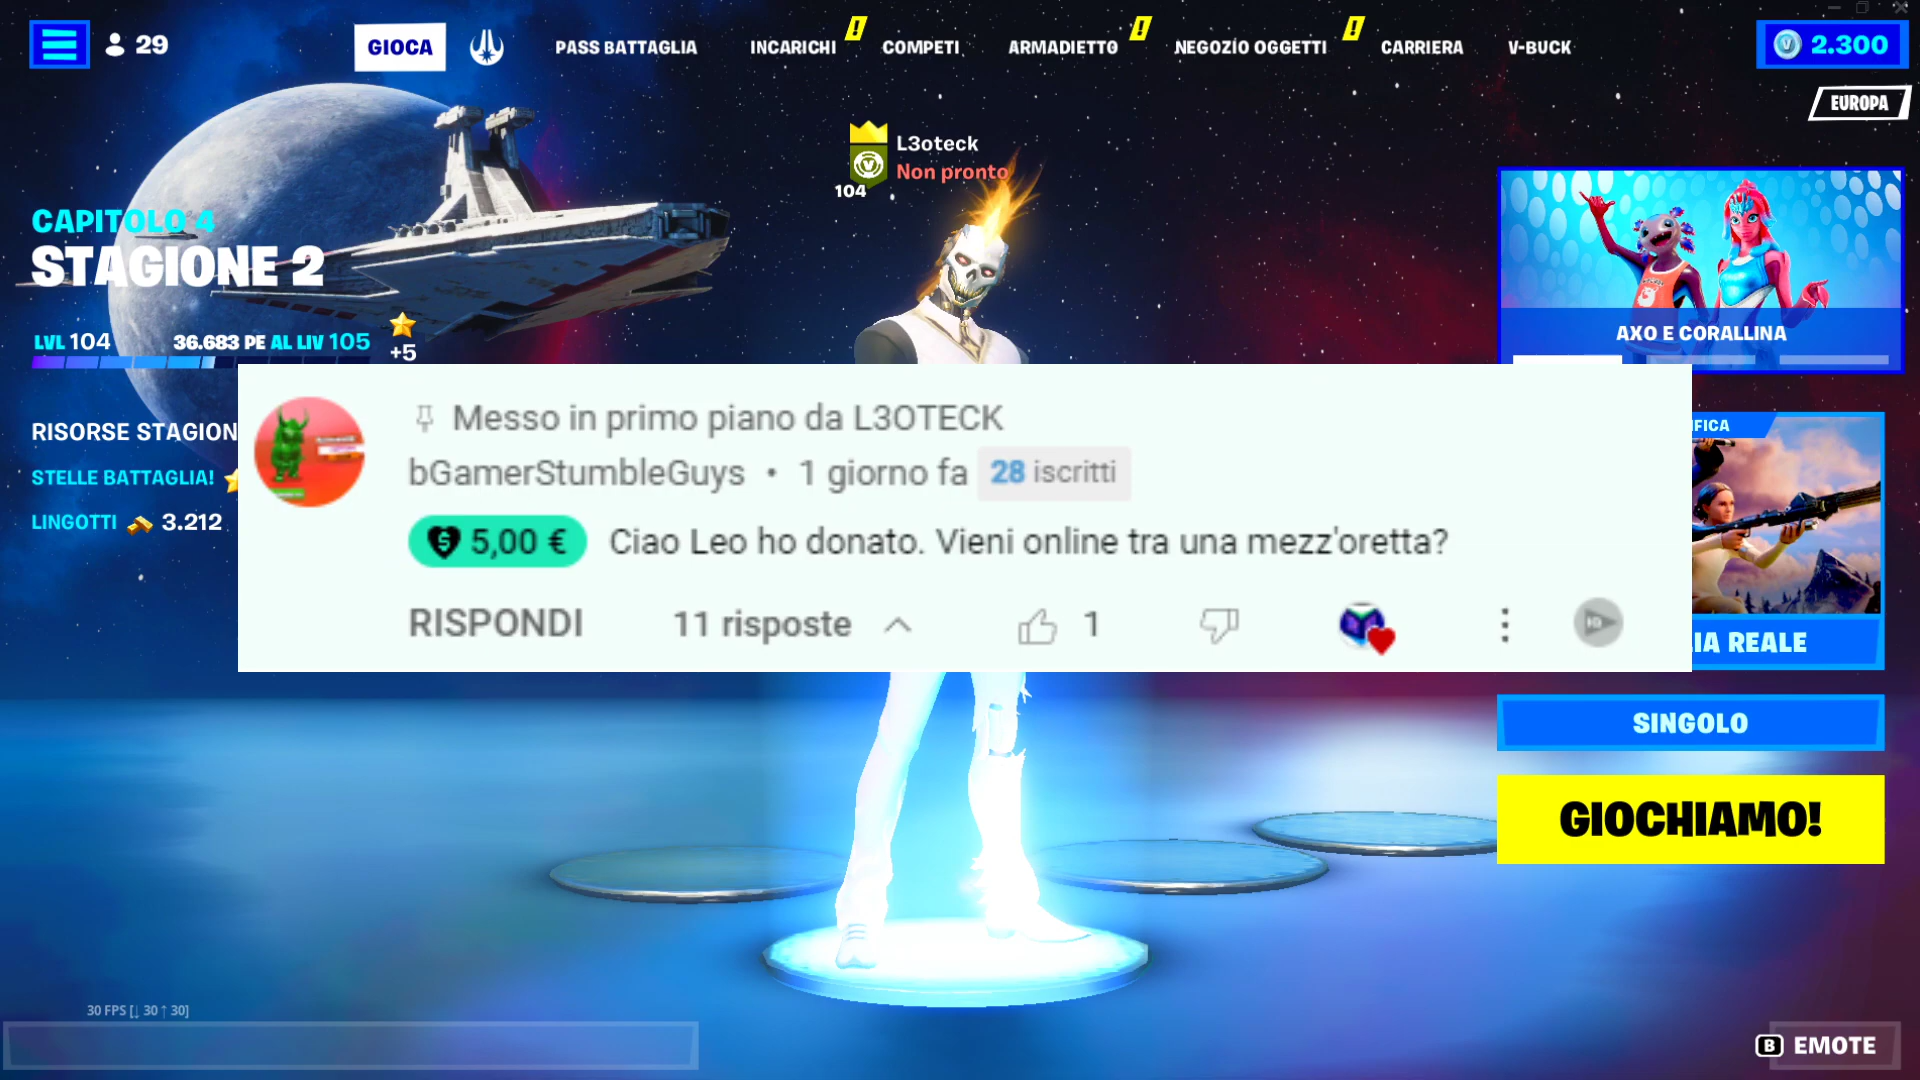 29
GIOCA
PASS BATTAGLIA
INCARICHI
COMPETI
ARMADIETTO
NEGOZIO OGGETTI
CARRIERA
V-BUCK
2.300
EUROPA
L3oteck
Non pronto
104
CAPITOLO 4
STAGIONE 2
LVL 104
36.683 PE AL LIV 105
+5
AXO E CORALLINA
RISORSE STAGION
STELLE BATTAGLIA!
LINGOTTI 3.212
Messo in primo piano da L3OTECK
bGamerStumbleGuys • 1 giorno fa 28 iscritti
5,00 € Ciao Leo ho donato. Vieni online tra una mezz'oretta?
RISPONDI 11 risposte 1
IFICA
IA REALE
SINGOLO
GIOCHIAMO!
30 FPS [↓ 30 ↑ 30]
B EMOTE